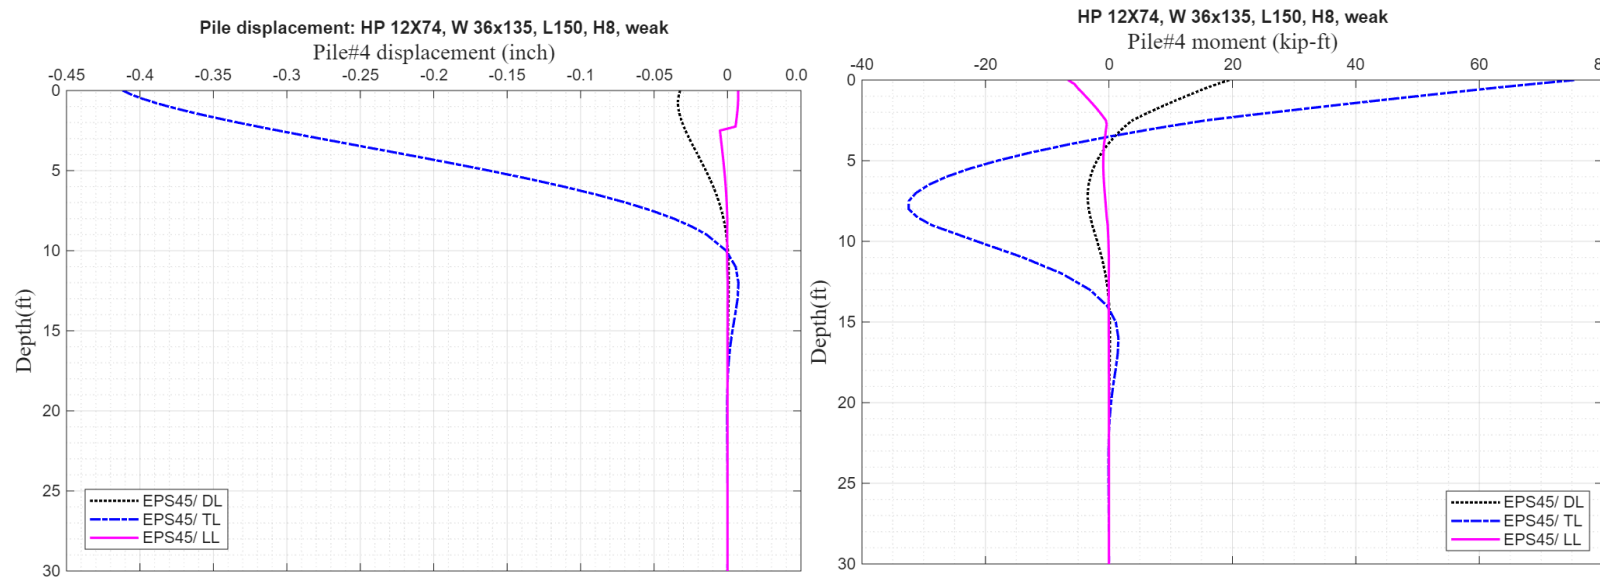 Pile displacement: HP 12X74, W 36x135, L150, H8, weak
Pile#4 displacement (inch)
-0.45 -0.4 -0.35 -0.3 -0.25 -0.2 -0.15 -0.1 -0.05 0 0.0
0
5
10
15
20
25
30
Depth(ft)
EPS45/ DL
EPS45/ TL
EPS45/ LL
HP 12X74, W 36x135, L150, H8, weak
Pile#4 moment (kip-ft)
-40 -20 0 20 40 60 8
0
5
10
15
20
25
30
Depth(ft)
EPS45/ DL
EPS45/ TL
EPS45/ LL